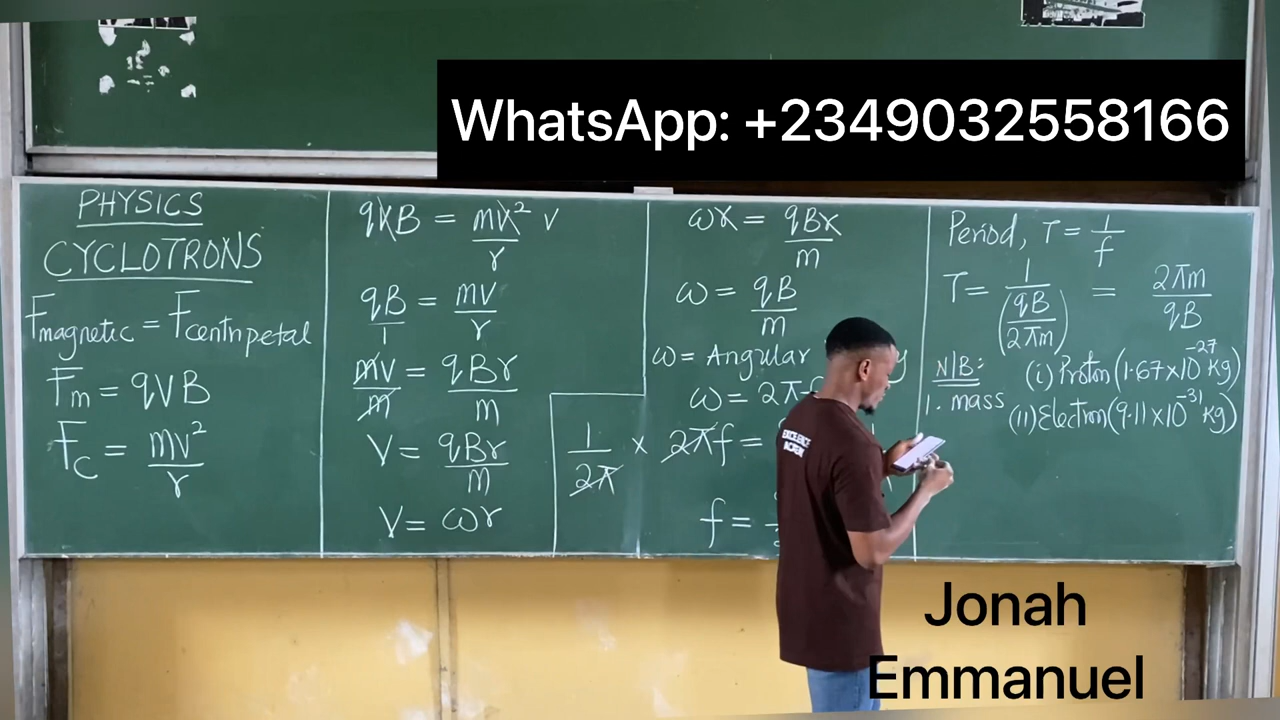 WhatsApp: +2349032558166
PHYSICS
CYCLOTRONS
Fmagnetic = Fcentripetal
Fm = qVB
Fc = mv²/r
qvB = mv² v/r
qB/1 = mv/r
mv/m = qBr/m
V = qBr/m
V = ωr
1/2π × 2πf =
ωr = qBr/m
ω = qB/m
ω = Angular
ω = 2π
f =
Period, T = 1/f
T = 1/(qB/2πm) = 2πm/qB
N/B:
1. mass
(i) Proton (1.67×10⁻²⁷ kg)
(ii) Electron (9.11×10⁻³¹ kg)
EXCELLENCE
Jonah
Emmanuel